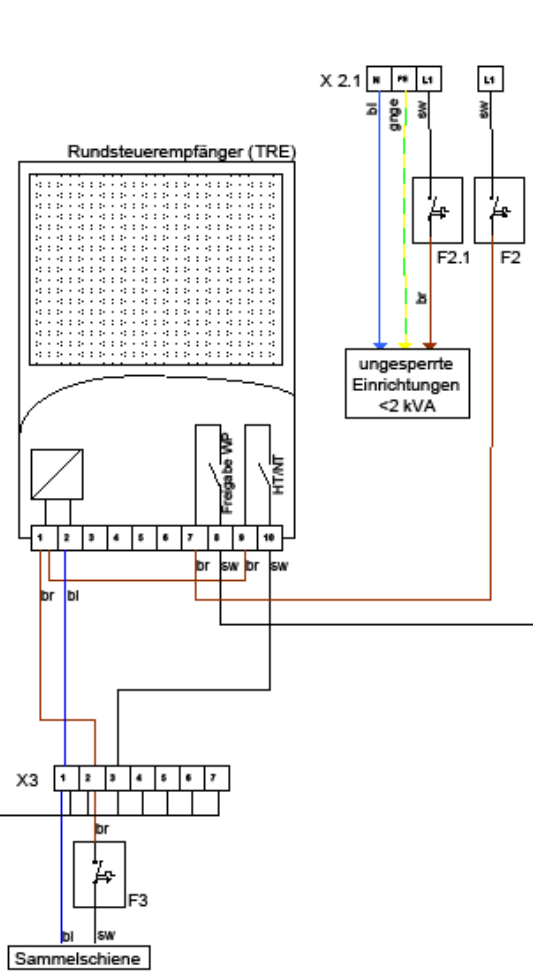 X 2.1 N PE L1 L1
bl gnge sw sw
Rundsteuerempfänger (TRE)
F2.1 F2
br
ungesperrte
Einrichtungen
<2 kVA
Freigabe WP HT/NT
1 2 3 4 5 6 7 8 9 10
br sw br sw
br bl
X3 1 2 3 4 5 6 7
br
F3
bl sw
Sammelschiene